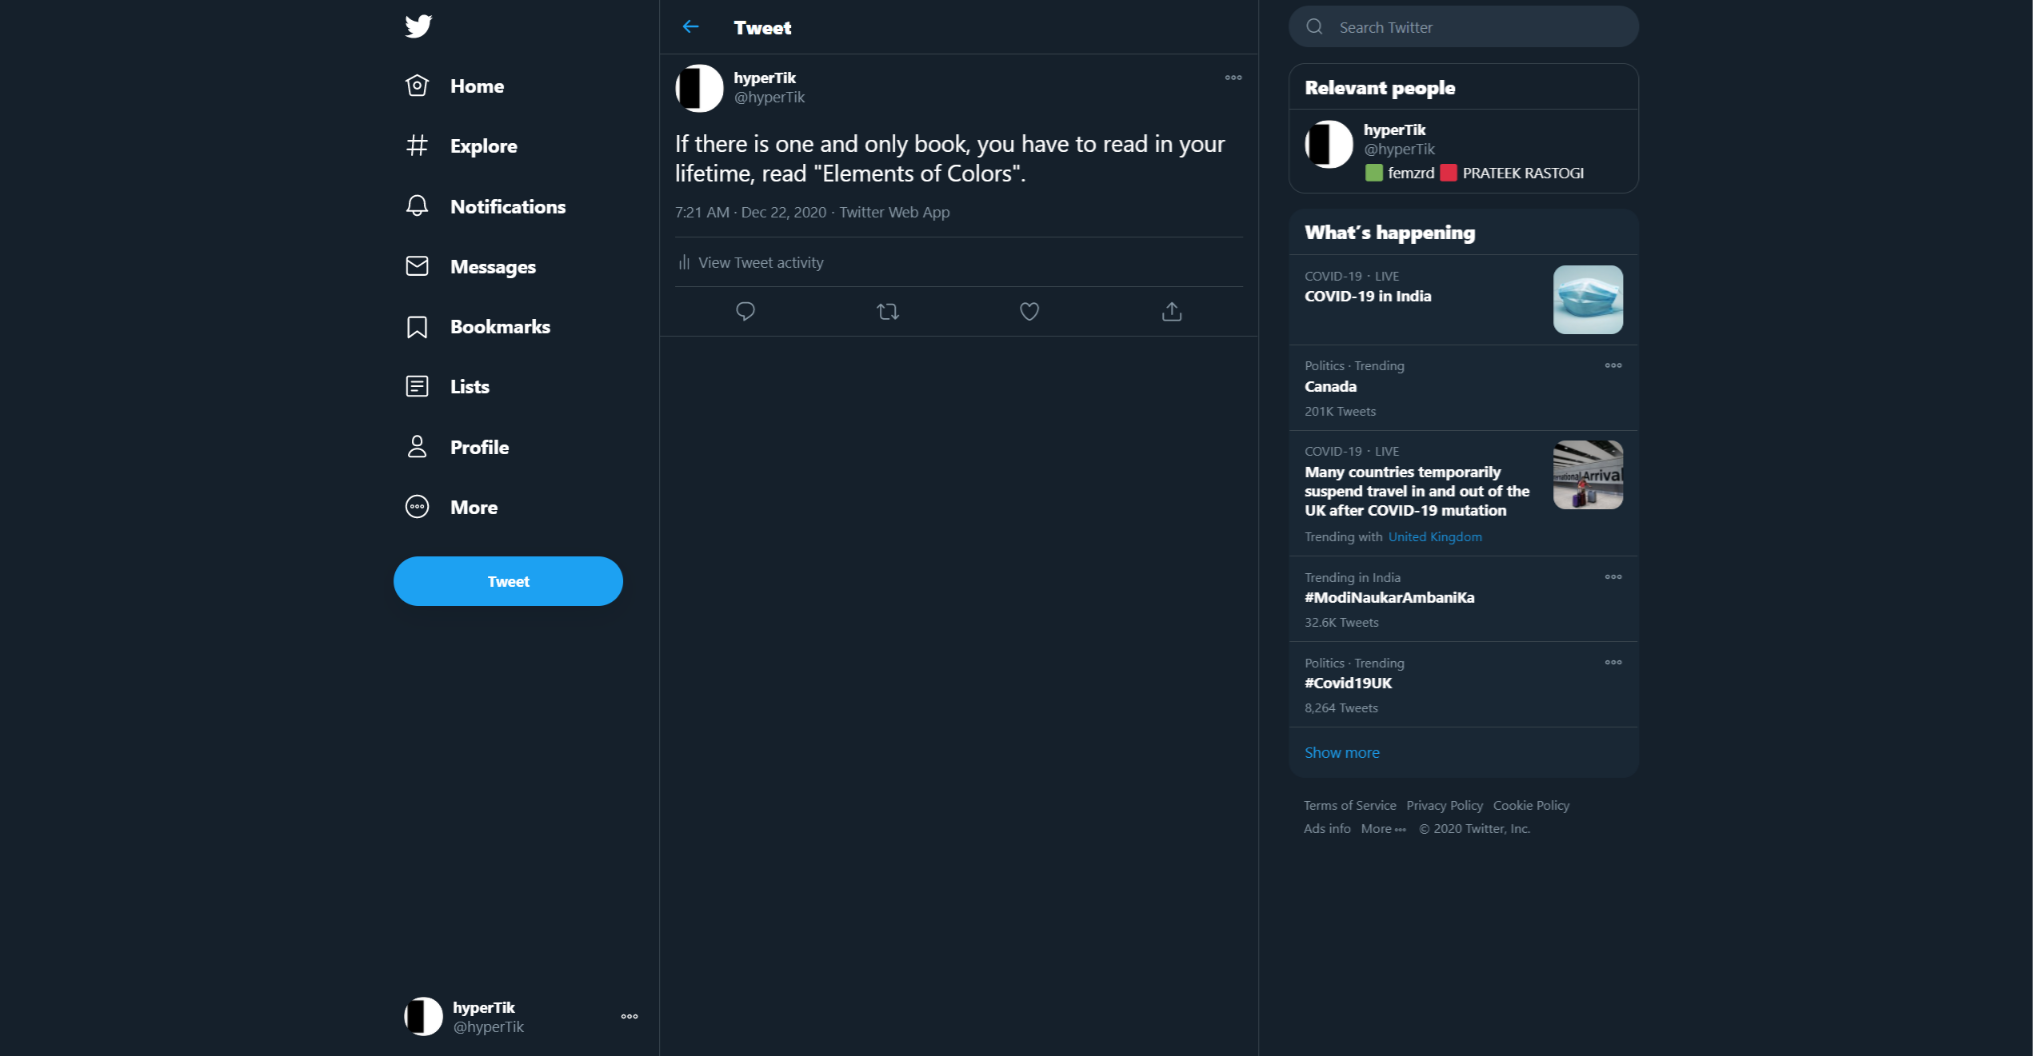 Home
Explore
Notifications
Messages
Bookmarks
Lists
Profile
More
Tweet
hyperTik
@hyperTik
Tweet
hyperTik
@hyperTik
If there is one and only book, you have to read in your
lifetime, read "Elements of Colors".
7:21 AM · Dec 22, 2020 · Twitter Web App
View Tweet activity
Search Twitter
Relevant people
hyperTik
@hyperTik
🟩 femzrd 🟥 PRATEEK RASTOGI
What's happening
COVID-19 · LIVE
COVID-19 in India
Politics · Trending
Canada
201K Tweets
COVID-19 · LIVE
Many countries temporarily
suspend travel in and out of the
UK after COVID-19 mutation
Trending with United Kingdom
Trending in India
#ModiNaukarAmbaniKa
32.6K Tweets
Politics · Trending
#Covid19UK
8,264 Tweets
Show more
Terms of Service Privacy Policy Cookie Policy
Ads info More ··· © 2020 Twitter, Inc.